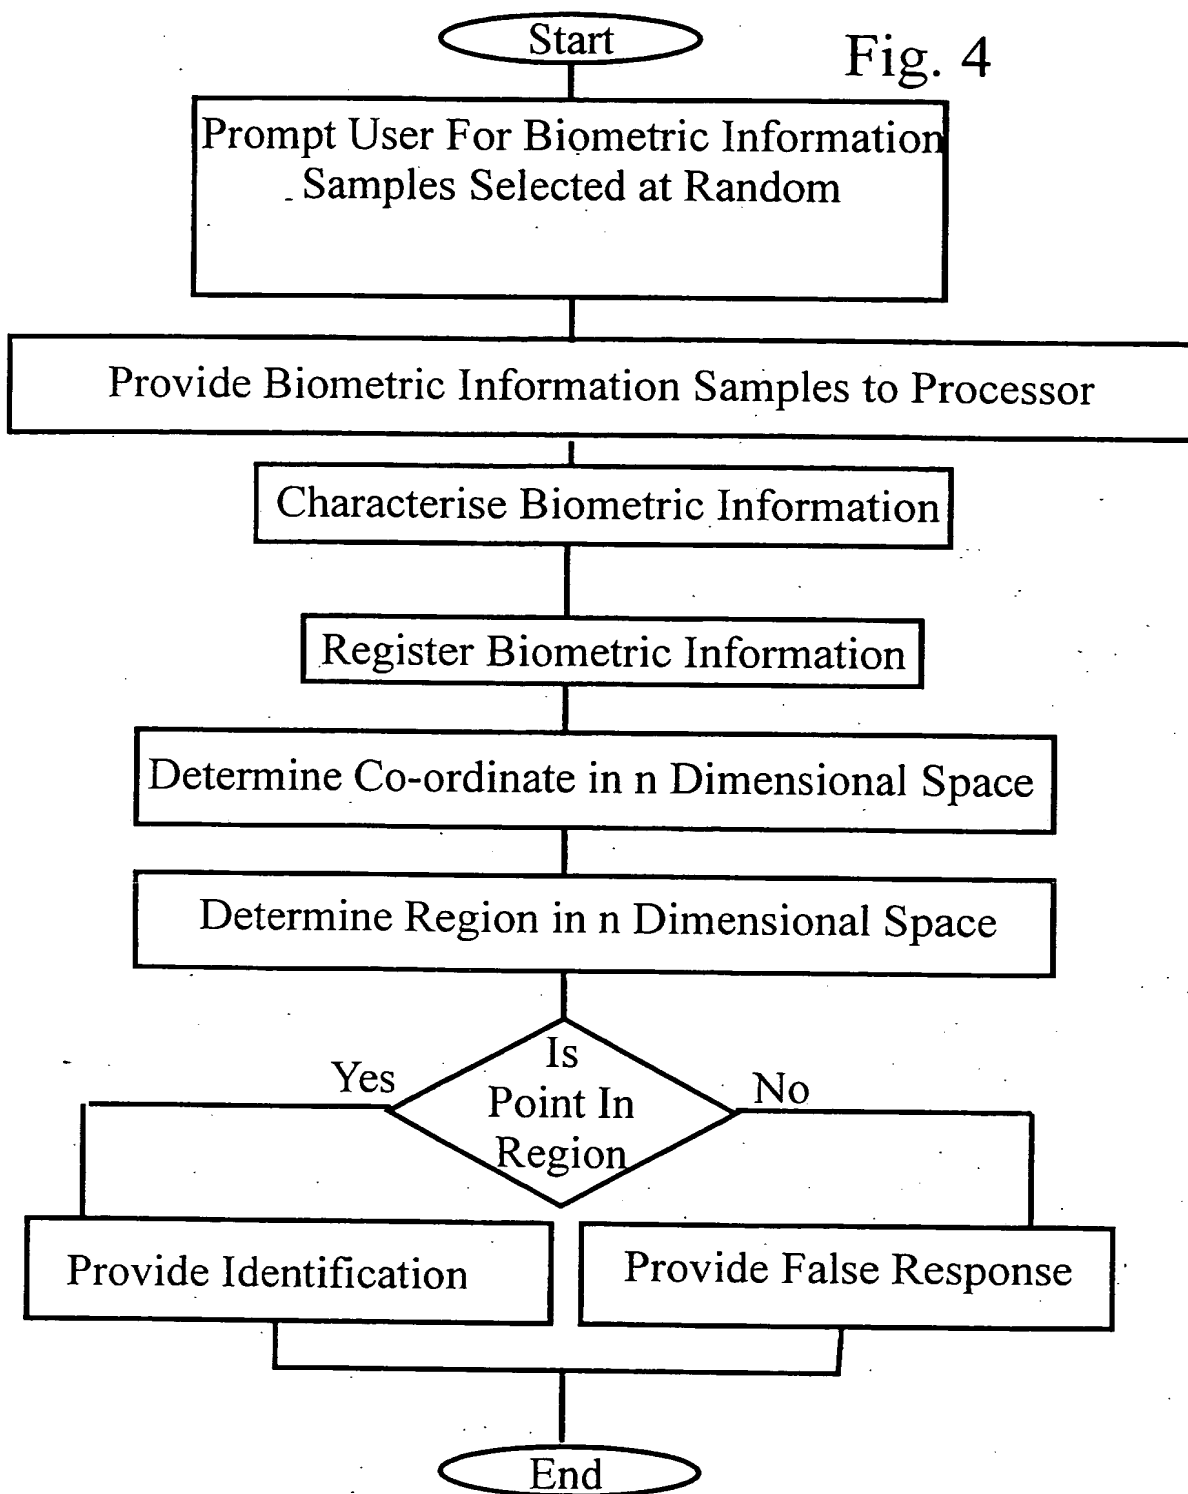 Start
Fig. 4
Prompt User For Biometric Information
Samples Selected at Random
Provide Biometric Information Samples to Processor
Characterise Biometric Information
Register Biometric Information
Determine Co-ordinate in n Dimensional Space
Determine Region in n Dimensional Space
Is
Point In
Region
Yes
No
Provide Identification
Provide False Response
End